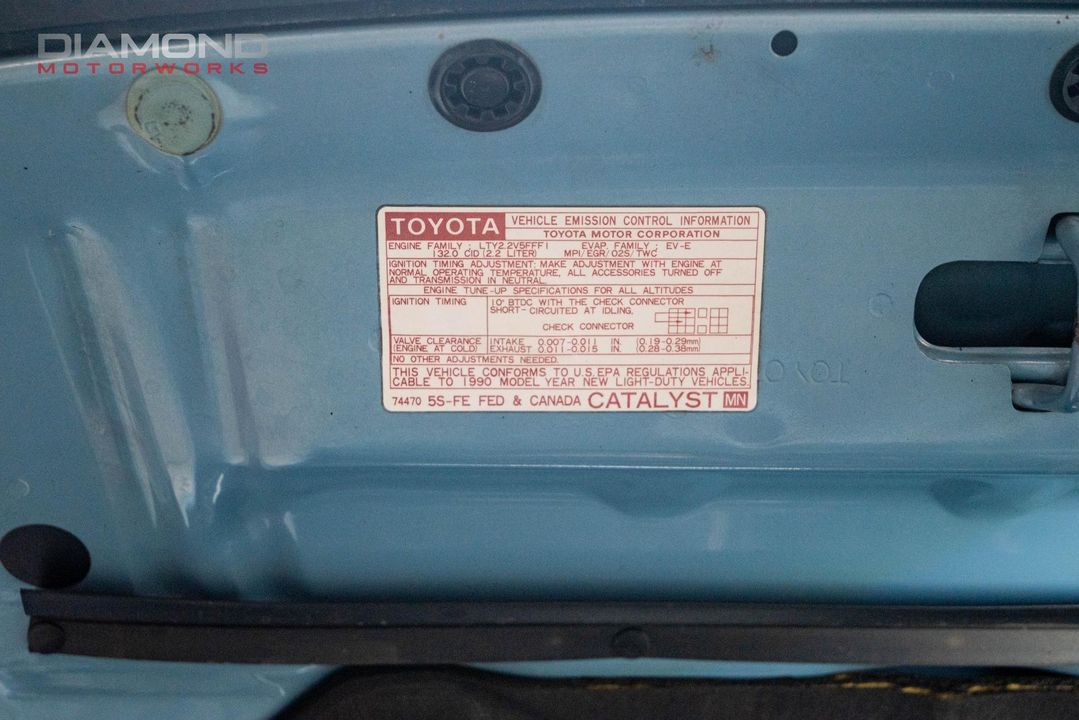 DIAMOND
MOTORWORKS
TOYOTA VEHICLE EMISSION CONTROL INFORMATION
TOYOTA MOTOR CORPORATION
ENGINE FAMILY : LTY2.2V5FFF1 EVAP. FAMILY : EV-E
132.0 CID (2.2 LITER) MPI/EGR/O2S/TWC
IGNITION TIMING ADJUSTMENT: MAKE ADJUSTMENT WITH ENGINE AT
NORMAL OPERATING TEMPERATURE, ALL ACCESSORIES TURNED OFF
AND TRANSMISSION IN NEUTRAL.
ENGINE TUNE-UP SPECIFICATIONS FOR ALL ALTITUDES
IGNITION TIMING 10° BTDC WITH THE CHECK CONNECTOR
SHORT-CIRCUITED AT IDLING.
CHECK CONNECTOR
VALVE CLEARANCE INTAKE 0.007-0.011 IN. (0.19-0.29mm)
(ENGINE AT COLD) EXHAUST 0.011-0.015 IN. (0.28-0.38mm)
NO OTHER ADJUSTMENTS NEEDED.
THIS VEHICLE CONFORMS TO U.S.EPA REGULATIONS APPLI-
CABLE TO 1990 MODEL YEAR NEW LIGHT-DUTY VEHICLES.
74470 5S-FE FED & CANADA CATALYST MN